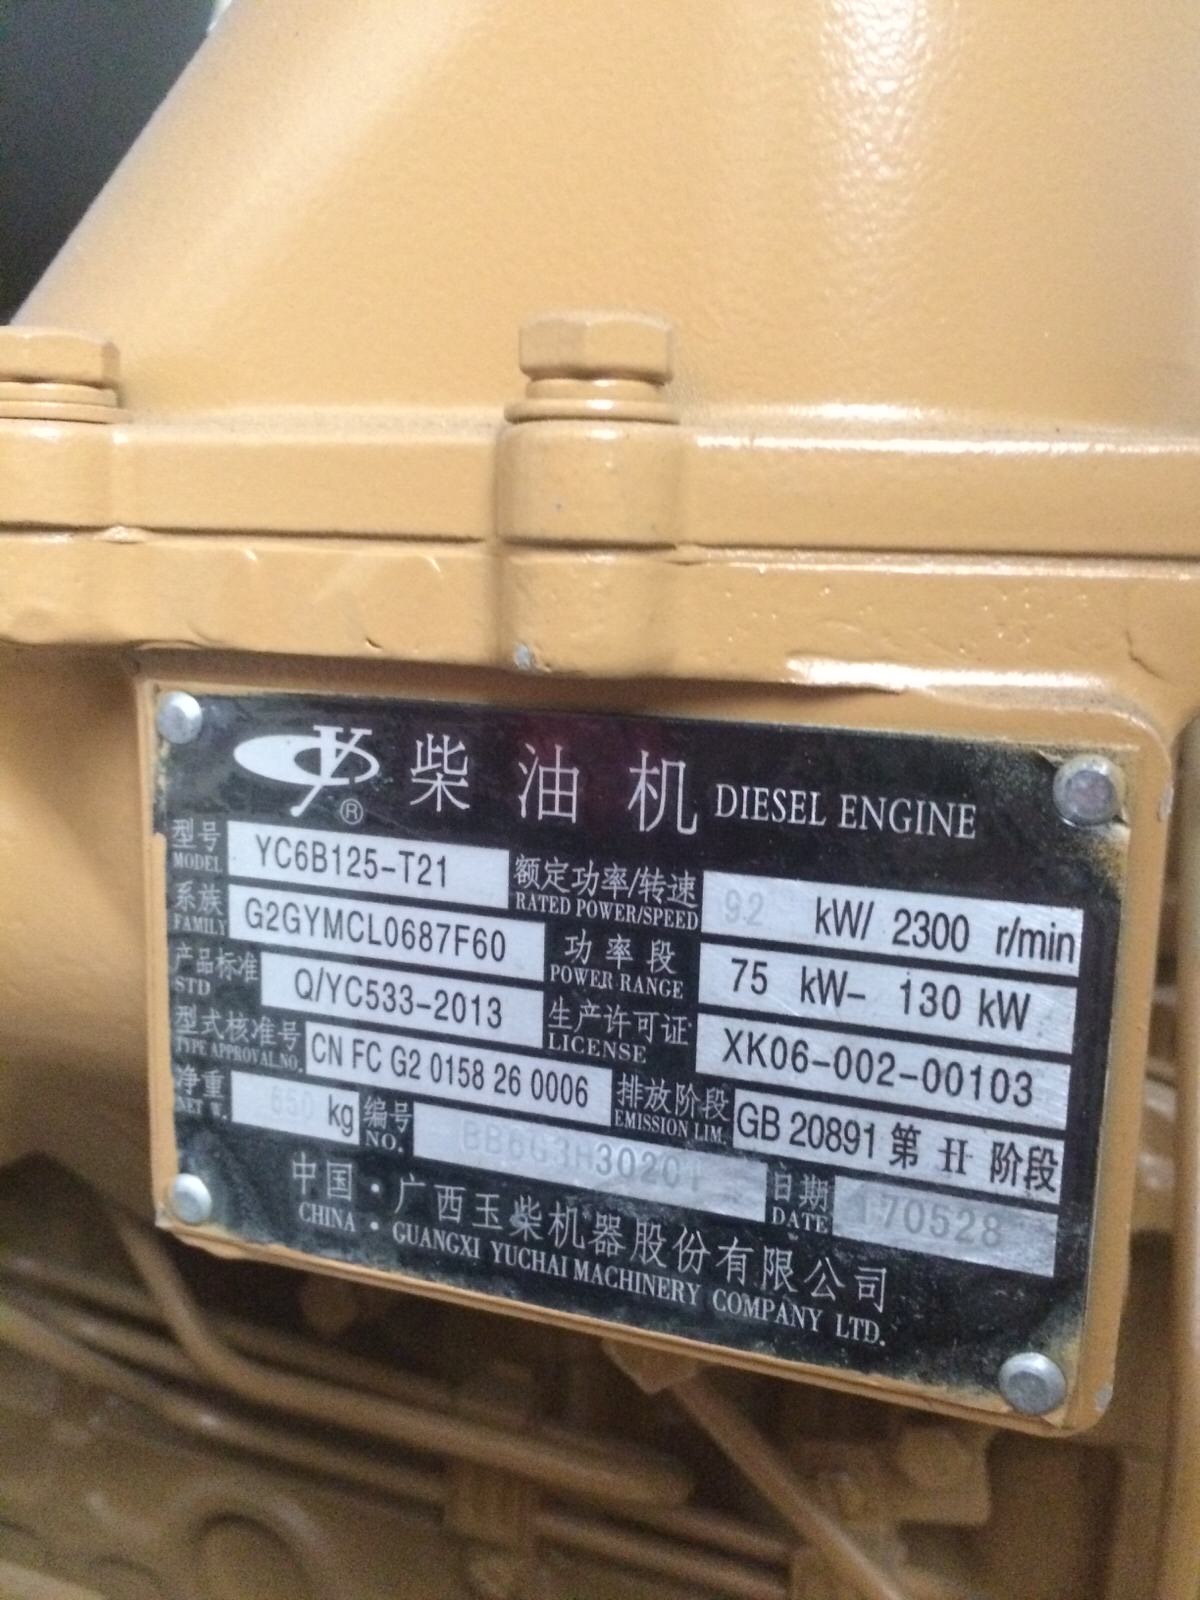 柴油机 DIESEL ENGINE
型号 YC6B125-T21 额定功率/转速 92 kW/ 2300 r/min
MODEL RATED POWER/SPEED
系族 G2GYMCL0687F60 功率段 75 kW- 130 kW
FAMILY POWER RANGE
产品标准 Q/YC533-2013 生产许可证 XK06-002-00103
STD LICENSE
型式核准号 CN FC G2 0158 26 0006 排放阶段 GB 20891 第 II 阶段
TYPE APPROVAL NO. EMISSION LIM.
净重 650 kg 编号 日期 170528
NET W. NO. DATE
中国·广西玉柴机器股份有限公司
CHINA · GUANGXI YUCHAI MACHINERY COMPANY LTD.